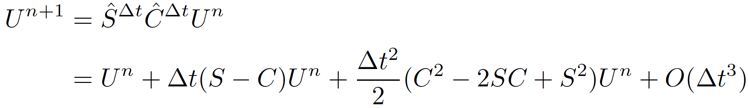 U^{n+1} = \hat{S}^{\Delta t} \hat{C}^{\Delta t} U^n
= U^n + \Delta t(S - C)U^n + \frac{\Delta t^2}{2}(C^2 - 2SC + S^2)U^n + O(\Delta t^3)